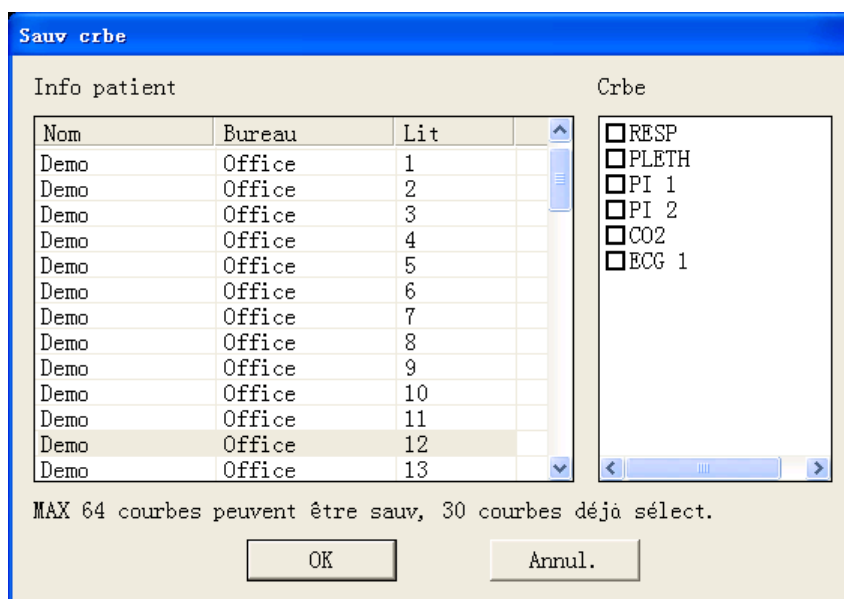 Sauv crbe
Info patient
Crbe
Nom Bureau Lit
Demo Office 1
Demo Office 2
Demo Office 3
Demo Office 4
Demo Office 5
Demo Office 6
Demo Office 7
Demo Office 8
Demo Office 9
Demo Office 10
Demo Office 11
Demo Office 12
Demo Office 13
RESP
PLETH
PI 1
PI 2
CO2
ECG 1
MAX 64 courbes peuvent être sauv, 30 courbes déjà sélect.
OK
Annul.